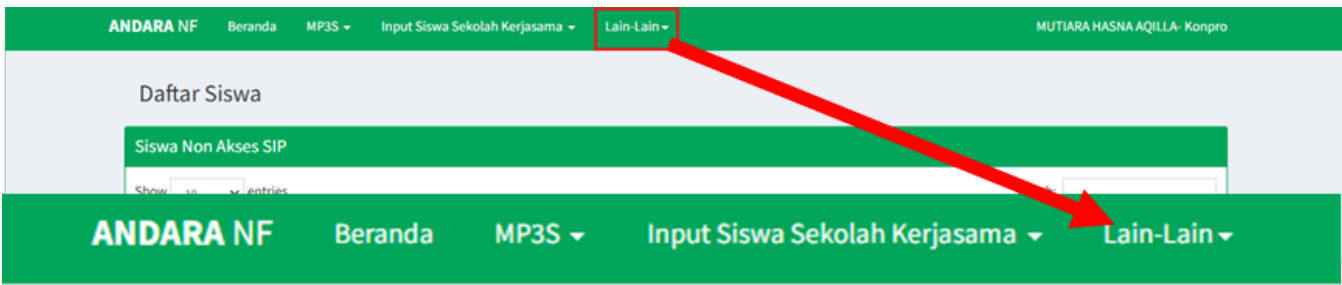 ANDARA NF Beranda MP3S Input Siswa Sekolah Kerjasama Lain-Lain MUTIARA HASNA AQILLA- Konpro
Daftar Siswa
Siswa Non Akses SIP
Show 10 entries
ANDARA NF Beranda MP3S Input Siswa Sekolah Kerjasama Lain-Lain